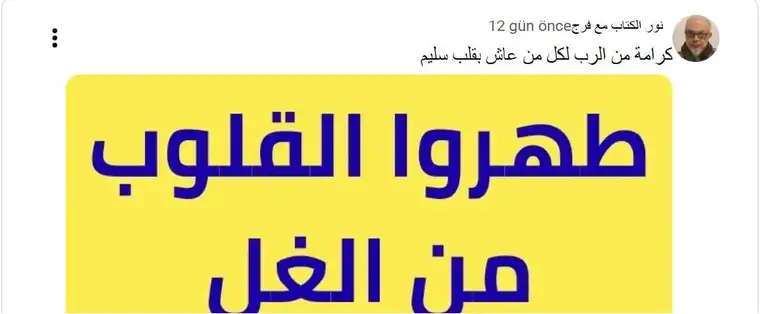 نور الكتاب مع فرج 12 gün önce
كرامة من الرب لكل من عاش بقلب سليم
طهروا القلوب
من الغل